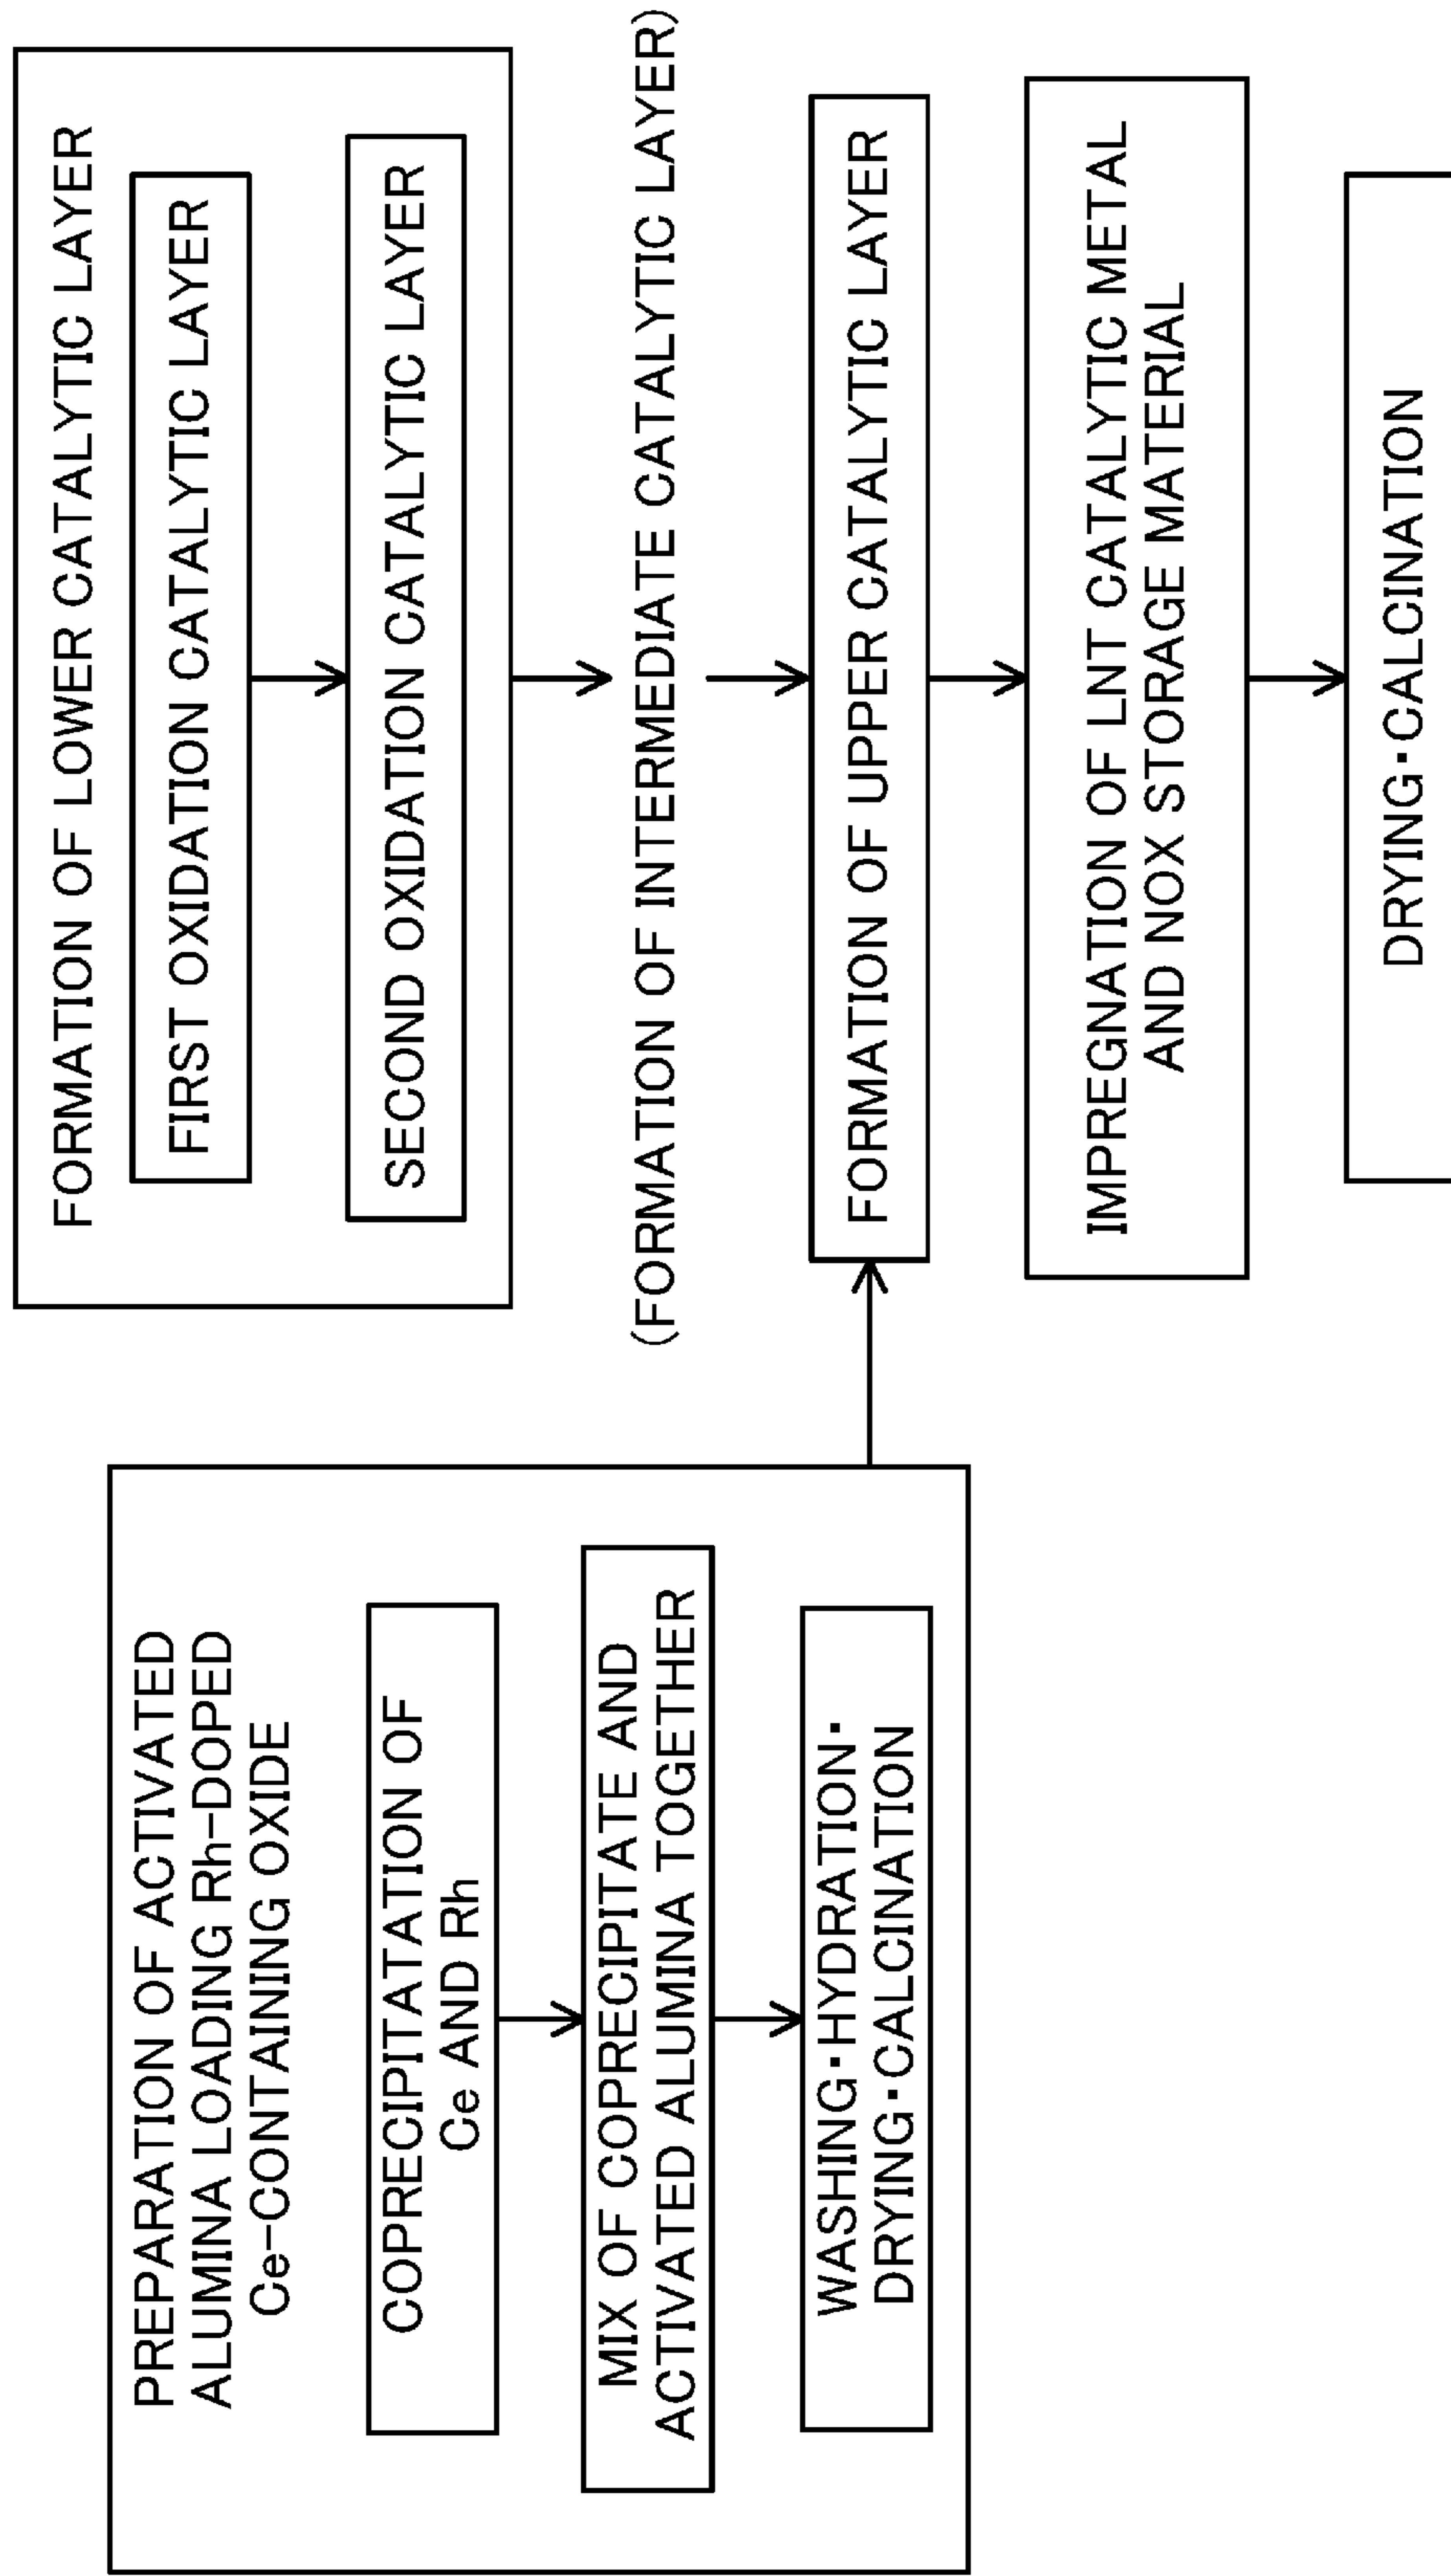 PREPARATION OF ACTIVATED
ALUMINA LOADING Rh-DOPED
Ce-CONTAINING OXIDE
COPRECIPITATATION OF
Ce AND Rh
MIX OF COPRECIPITATE AND
ACTIVATED ALUMINA TOGETHER
WASHING·HYDRATION·
DRYING·CALCINATION
FORMATION OF LOWER CATALYTIC LAYER
FIRST OXIDATION CATALYTIC LAYER
SECOND OXIDATION CATALYTIC LAYER
(FORMATION OF INTERMEDIATE CATALYTIC LAYER)
FORMATION OF UPPER CATALYTIC LAYER
IMPREGNATION OF LNT CATALYTIC METAL
AND NOX STORAGE MATERIAL
DRYING·CALCINATION